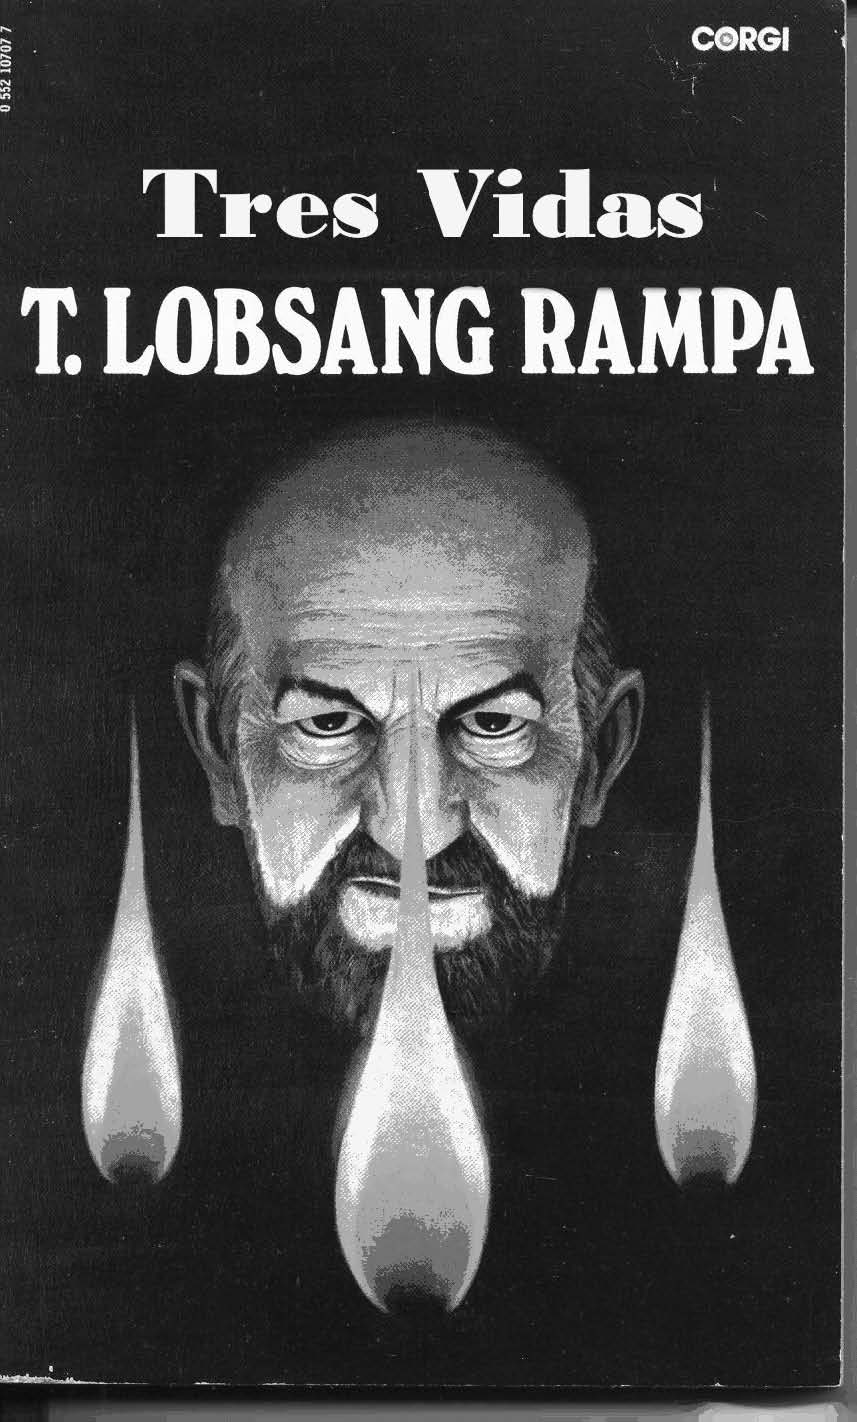 0 552 10707 7
CORGI
Tres Vidas
T. LOBSANG RAMPA